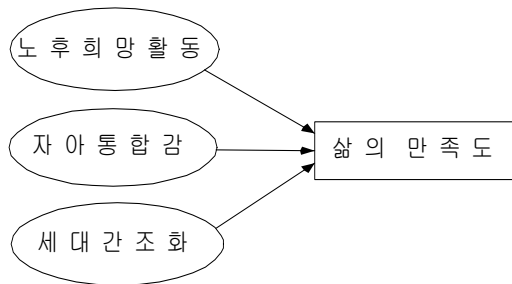 노 후 희 망 활 동
자 아 통 합 감
삶 의 만 족 도
세 대 간 조 화